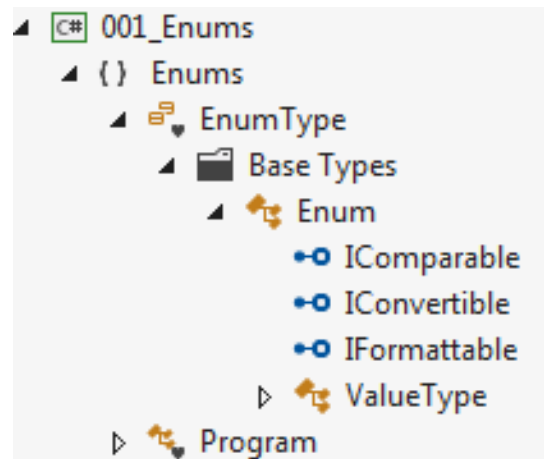 C# 001_Enums
{ } Enums
EnumType
Base Types
Enum
IComparable
IConvertible
IFormattable
ValueType
Program